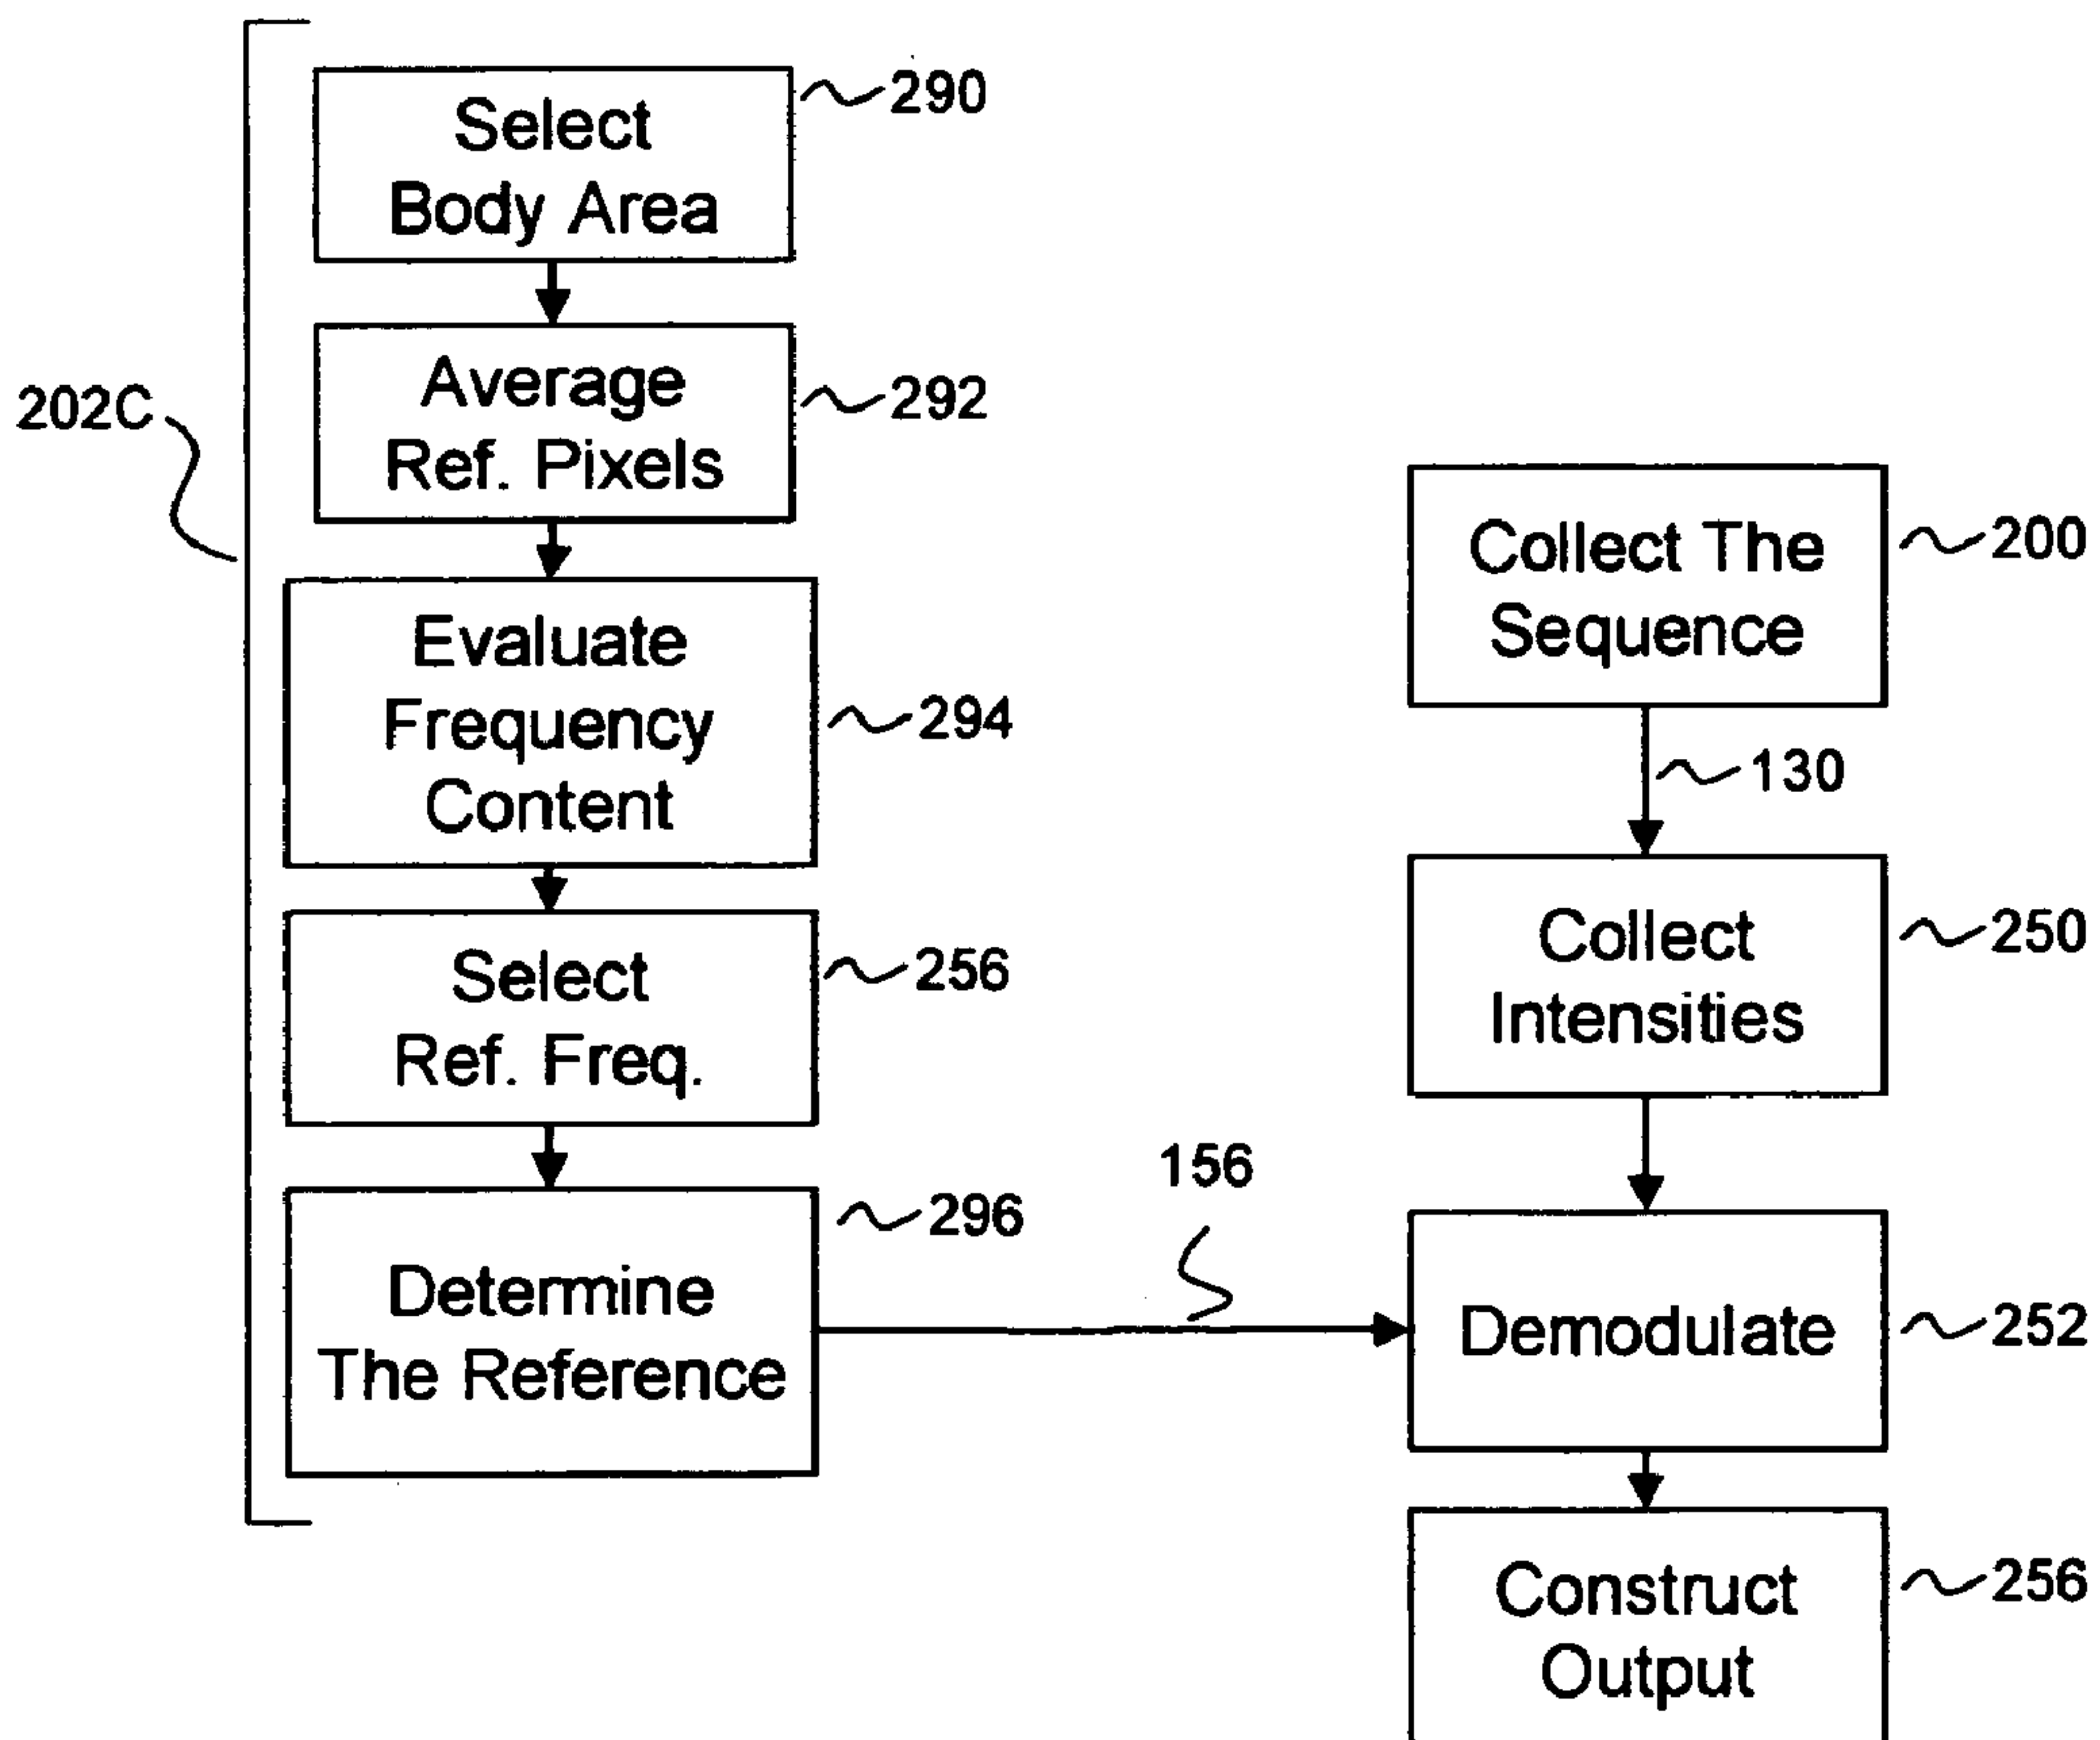 Select
Body Area
290
Average
Ref. Pixels
292
202C
Evaluate
Frequency
Content
294
Select
Ref. Freq.
256
Determine
The Reference
296
156
Collect The
Sequence
200
130
Collect
Intensities
250
Demodulate
252
Construct
Output
256